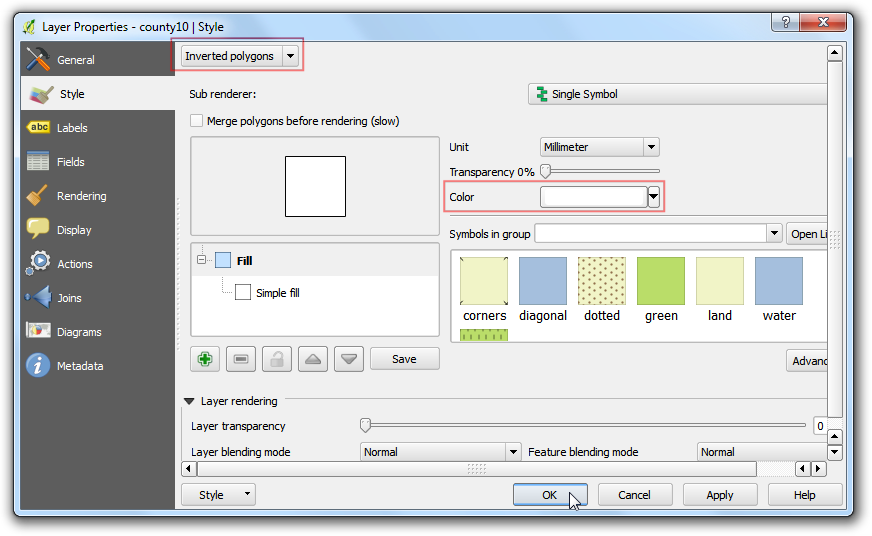 Layer Properties - county10 | Style
General
Style
abc Labels
Fields
Rendering
Display
Actions
Joins
Diagrams
Metadata
Inverted polygons
Sub renderer:
Single Symbol
Merge polygons before rendering (slow)
Unit
Millimeter
Transparency 0%
Color
Symbols in group
Open Li
Fill
Simple fill
corners
diagonal
dotted
green
land
water
Save
Advanc
Layer rendering
Layer transparency
0
Layer blending mode
Normal
Feature blending mode
Normal
Style
OK
Cancel
Apply
Help